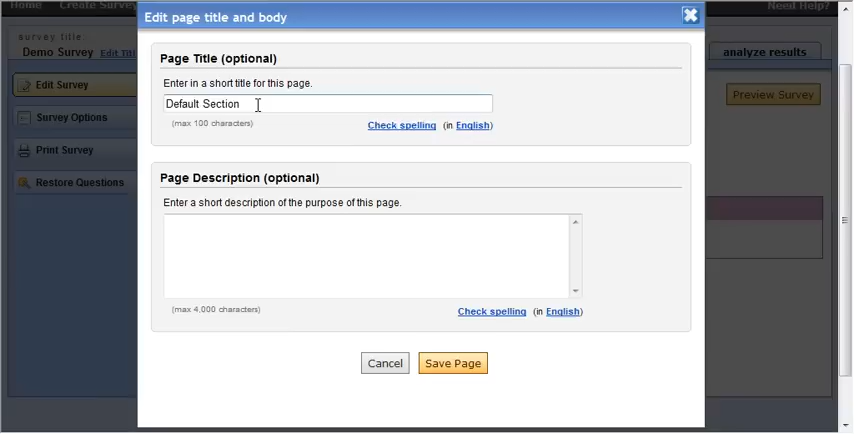 Home Create Survey Need Help?
Edit page title and body
survey title:
Demo Survey Edit Titl
analyze results
Page Title (optional)
Edit Survey
Enter in a short title for this page.
Preview Survey
Default Section
Survey Options
(max 100 characters) Check spelling (in English)
Print Survey
Page Description (optional)
Restore Questions
Enter a short description of the purpose of this page.
(max 4,000 characters) Check spelling (in English)
Cancel Save Page